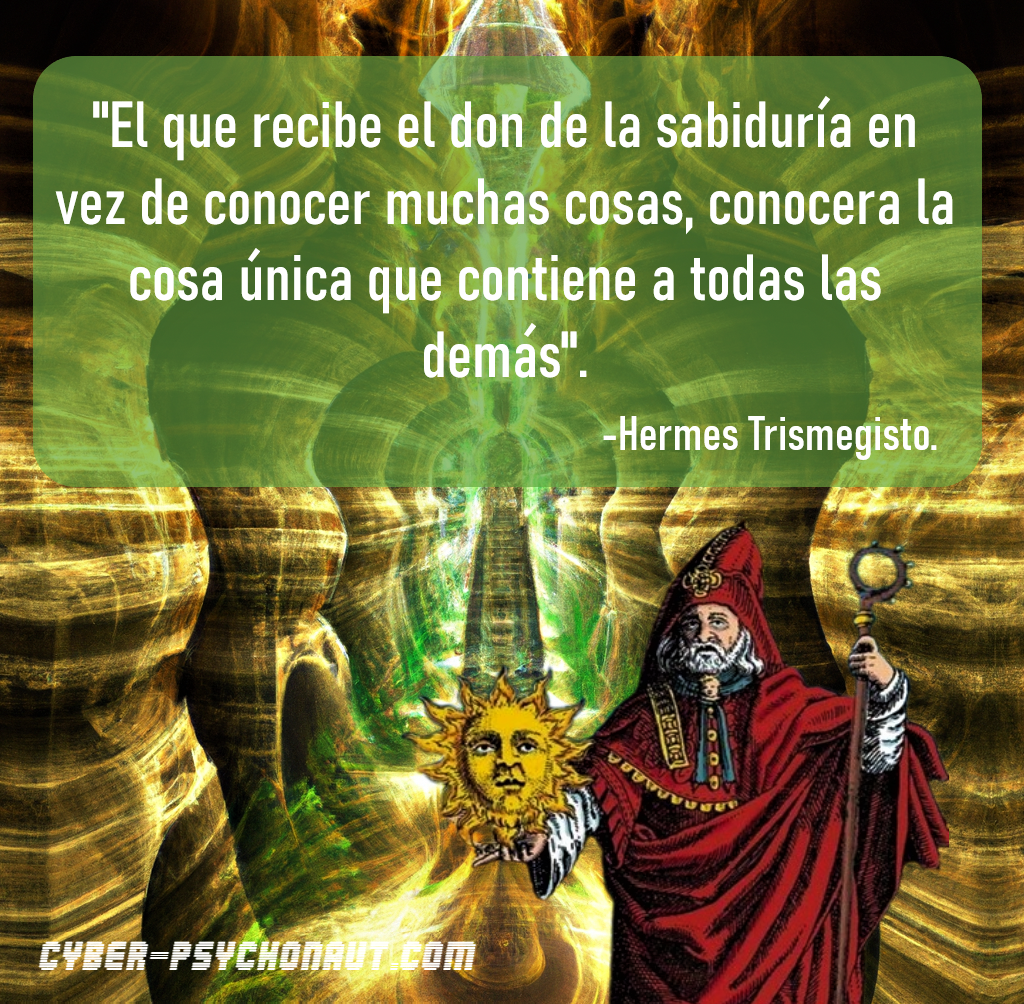 "El que recibe el don de la sabiduría en
vez de conocer muchas cosas, conocera la
cosa única que contiene a todas las
demás".
-Hermes Trismegisto.
CYBER-PSYCHONAUT.COM